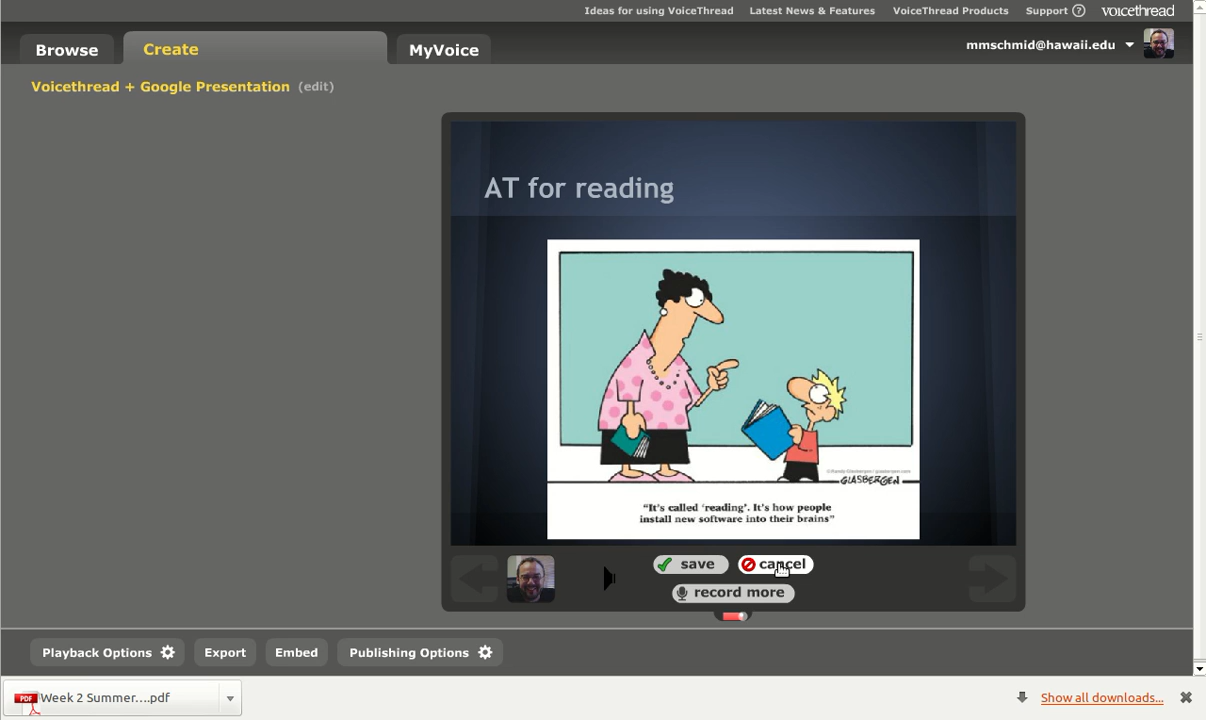 Ideas for using VoiceThread Latest News & Features VoiceThread Products Support ? voicethread
Browse Create MyVoice mmschmid@hawaii.edu
Voicethread + Google Presentation (edit)
AT for reading
GLASBERGEN
"It's called 'reading'. It's how people
install new software into their brains"
save cancel
record more
Playback Options Export Embed Publishing Options
PDF Week 2 Summer....pdf Show all downloads...